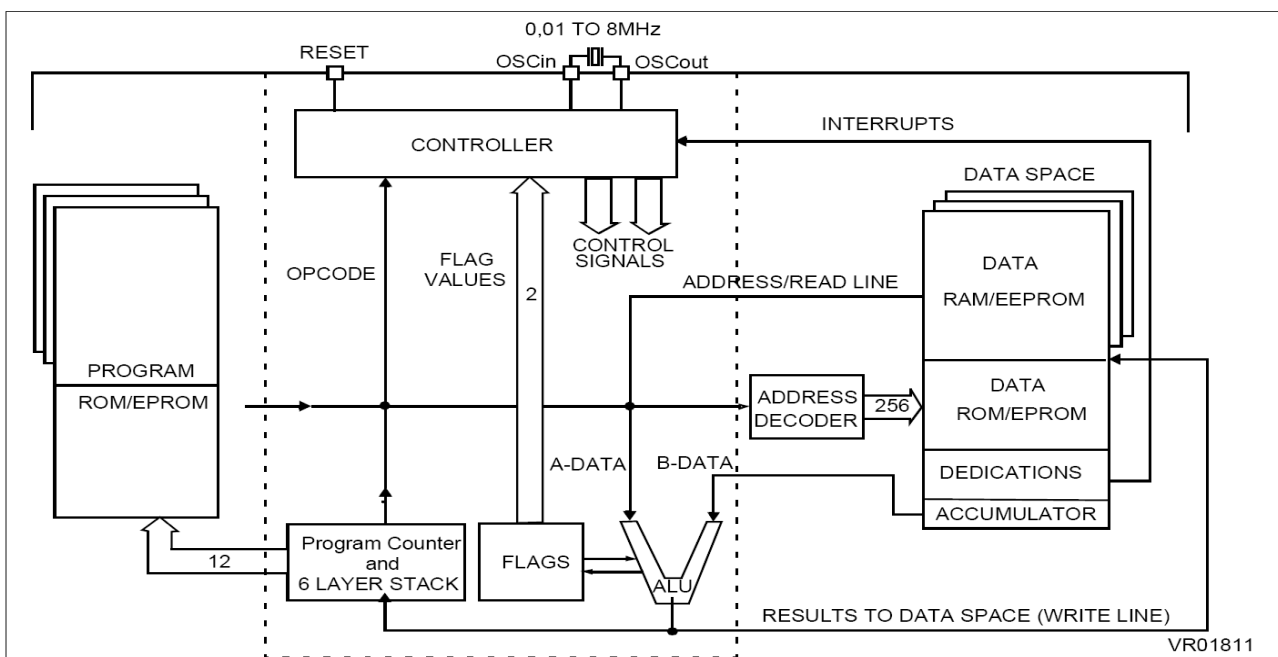 0,01 TO 8MHz
RESET
OSCin
OSCout
CONTROLLER
INTERRUPTS
DATA SPACE
OPCODE
FLAG
VALUES
2
CONTROL
SIGNALS
ADDRESS/READ LINE
DATA
RAM/EEPROM
PROGRAM
ROM/EPROM
ADDRESS
DECODER
256
DATA
ROM/EPROM
A-DATA
B-DATA
DEDICATIONS
ACCUMULATOR
12
Program Counter
and
6 LAYER STACK
FLAGS
ALU
RESULTS TO DATA SPACE (WRITE LINE)
VR01811